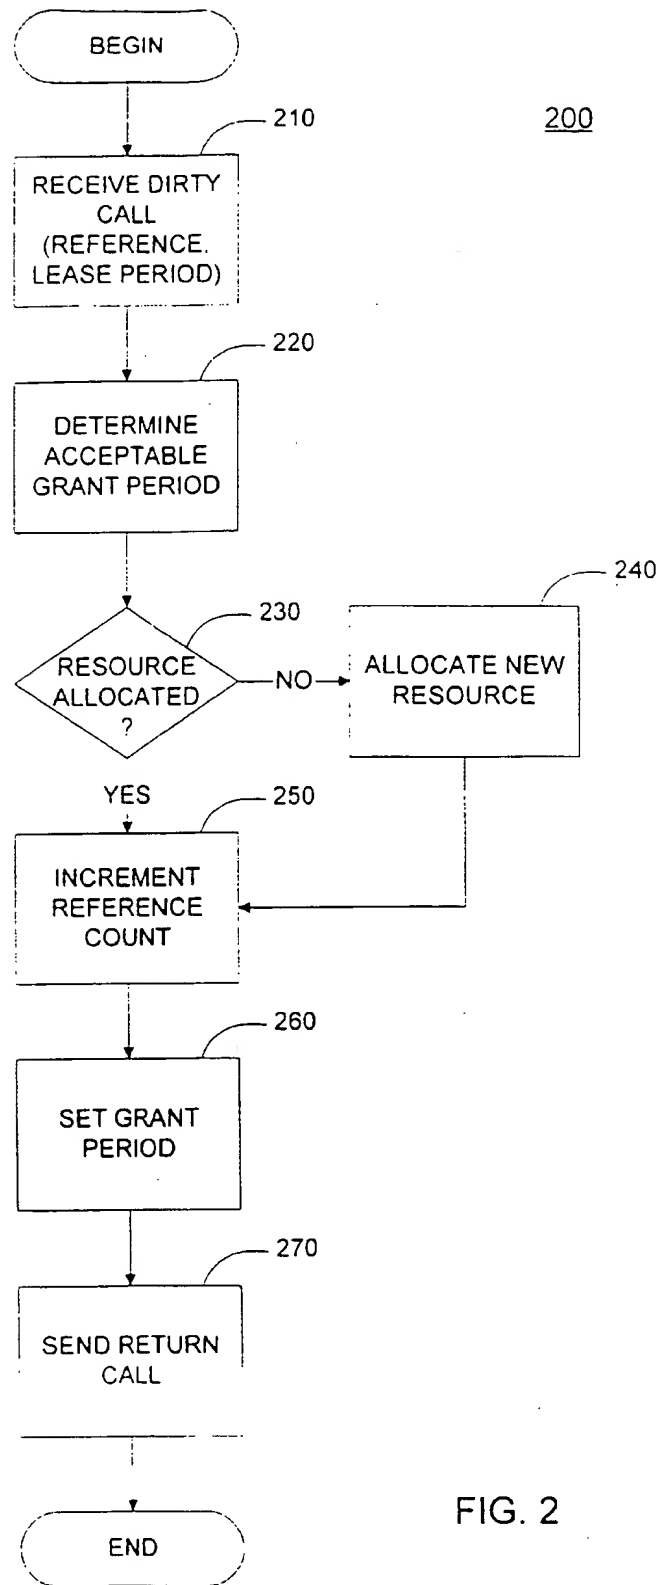 BEGIN
210
200
RECEIVE DIRTY
CALL
(REFERENCE.
LEASE PERIOD)
220
DETERMINE
ACCEPTABLE
GRANT PERIOD
230
240
RESOURCE
ALLOCATED
?
NO
ALLOCATE NEW
RESOURCE
YES
250
INCREMENT
REFERENCE
COUNT
260
SET GRANT
PERIOD
270
SEND RETURN
CALL
END
FIG. 2